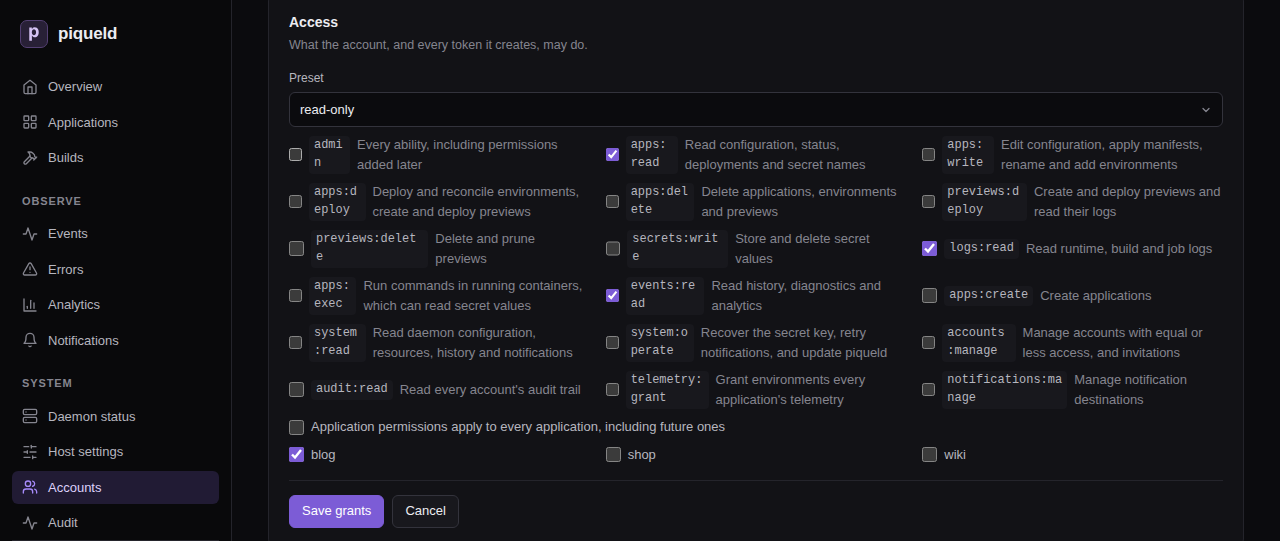 p piqueld
Overview
Applications
Builds
OBSERVE
Events
Errors
Analytics
Notifications
SYSTEM
Daemon status
Host settings
Accounts
Audit
Access
What the account, and every token it creates, may do.
Preset
read-only
admi
n
Every ability, including permissions
added later
apps:
read
Read configuration, status,
deployments and secret names
apps:
write
Edit configuration, apply manifests,
rename and add environments
apps:d
eploy
Deploy and reconcile environments,
create and deploy previews
apps:del
ete
Delete applications, environments
and previews
previews:d
eploy
Create and deploy previews and
read their logs
previews:delet
e
Delete and prune
previews
secrets:writ
e
Store and delete secret
values
logs:read
Read runtime, build and job logs
apps:
exec
Run commands in running containers,
which can read secret values
events:re
ad
Read history, diagnostics and
analytics
apps:create
Create applications
system
:read
Read daemon configuration,
resources, history and notifications
system:o
perate
Recover the secret key, retry
notifications, and update piqueld
accounts
:manage
Manage accounts with equal or
less access, and invitations
audit:read
Read every account's audit trail
telemetry:
grant
Grant environments every
application's telemetry
notifications:ma
nage
Manage notification
destinations
Application permissions apply to every application, including future ones
blog
shop
wiki
Save grants
Cancel